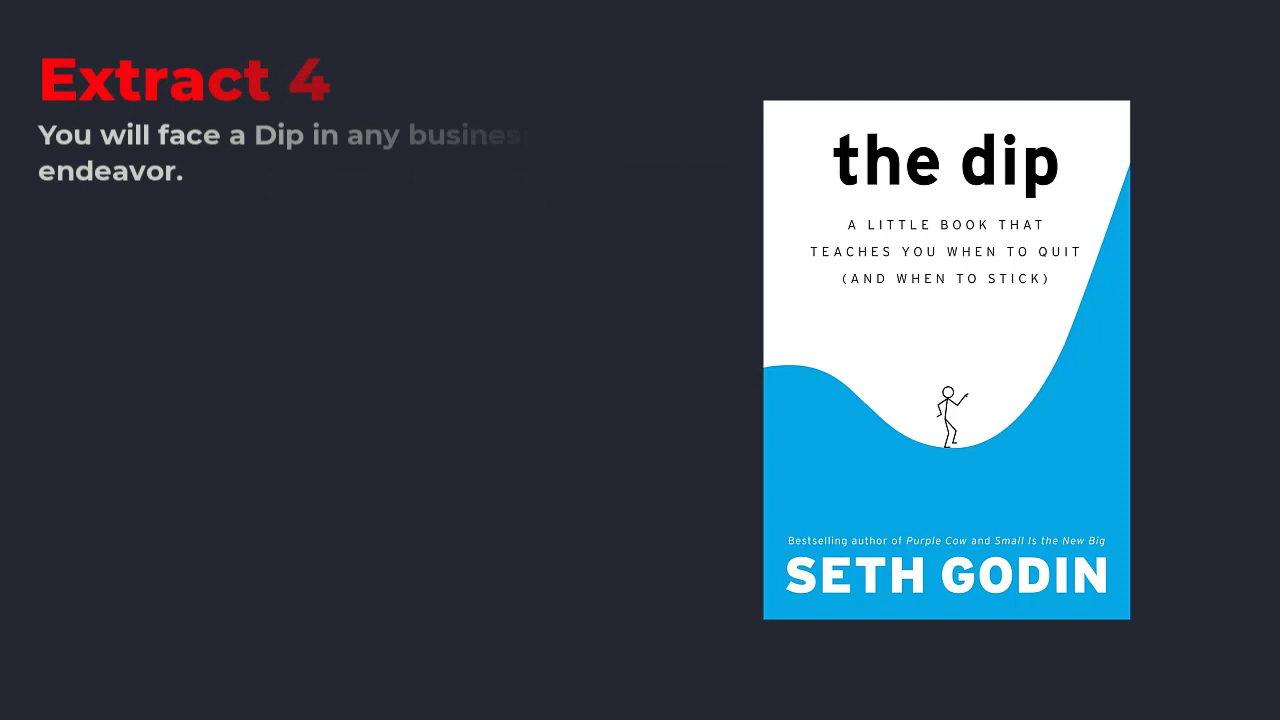 Extract 4
You will face a Dip in any business
endeavor.
the dip
A LITTLE BOOK THAT
TEACHES YOU WHEN TO QUIT
(AND WHEN TO STICK)
Bestselling author of Purple Cow and Small Is the New Big
SETH GODIN